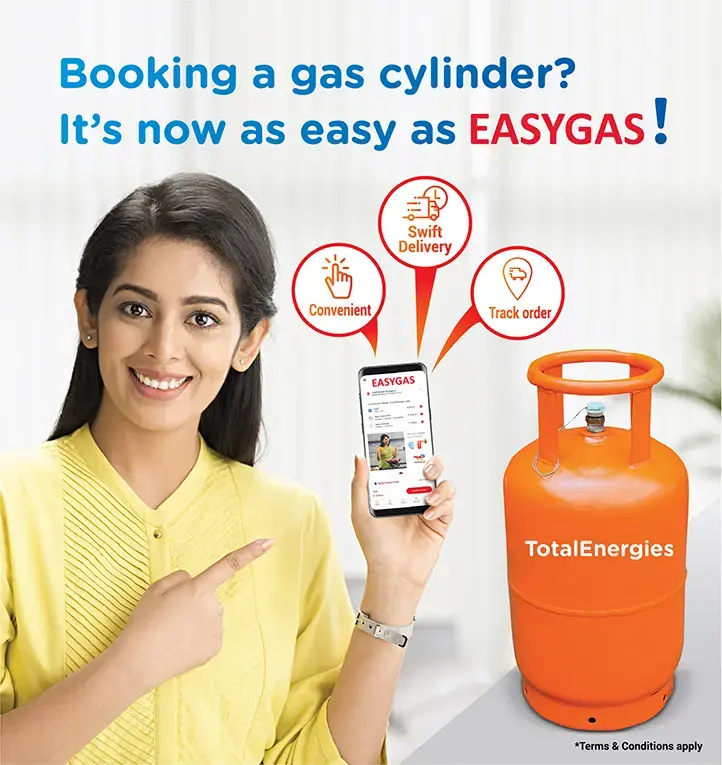 Booking a gas cylinder?
It's now as easy as EASYGAS!
Swift
Delivery
Convenient
Track order
EASYGAS
TotalEnergies
*Terms & Conditions apply